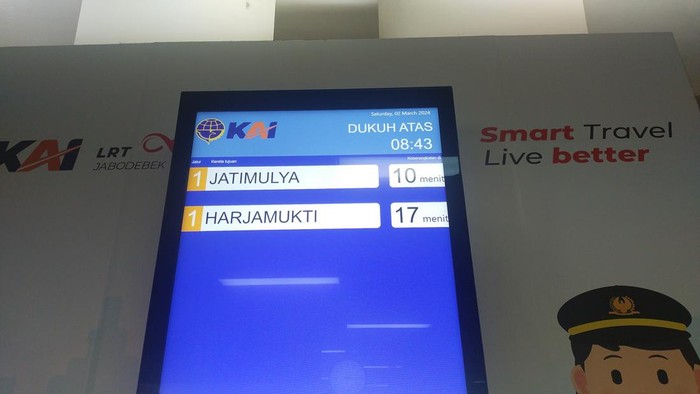 KAI
LRT
JABODEBEK
KAI
Saturday, 02 March 2024
DUKUH ATAS
08:43
Jalur Kereta tujuan
1 JATIMULYA 10 menit
1 HARJAMUKTI 17 menit
Smart Travel
Live better